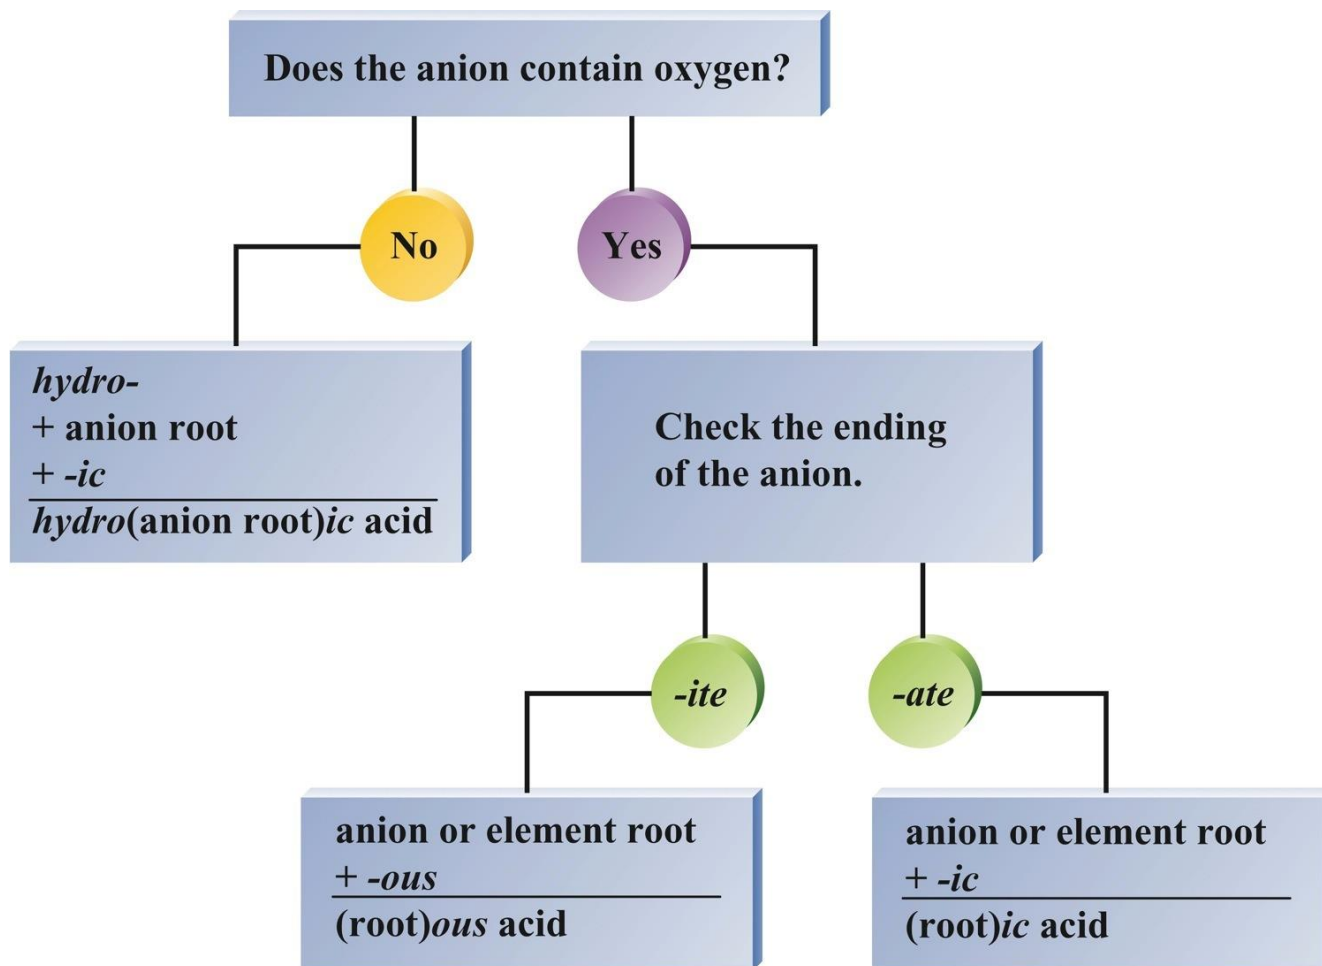 Does the anion contain oxygen?
No
Yes
hydro-
+ anion root
+ -ic
hydro(anion root)ic acid
Check the ending
of the anion.
-ite
-ate
anion or element root
+ -ous
(root)ous acid
anion or element root
+ -ic
(root)ic acid